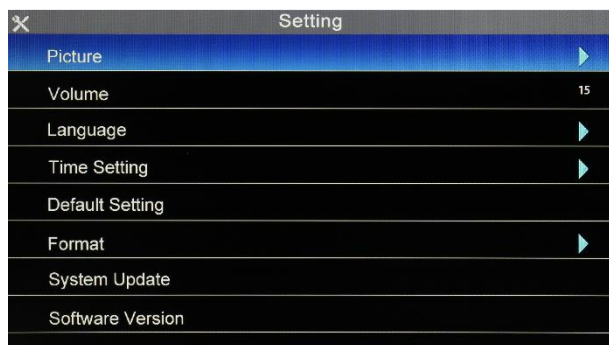 Setting
Picture
Volume 15
Language
Time Setting
Default Setting
Format
System Update
Software Version